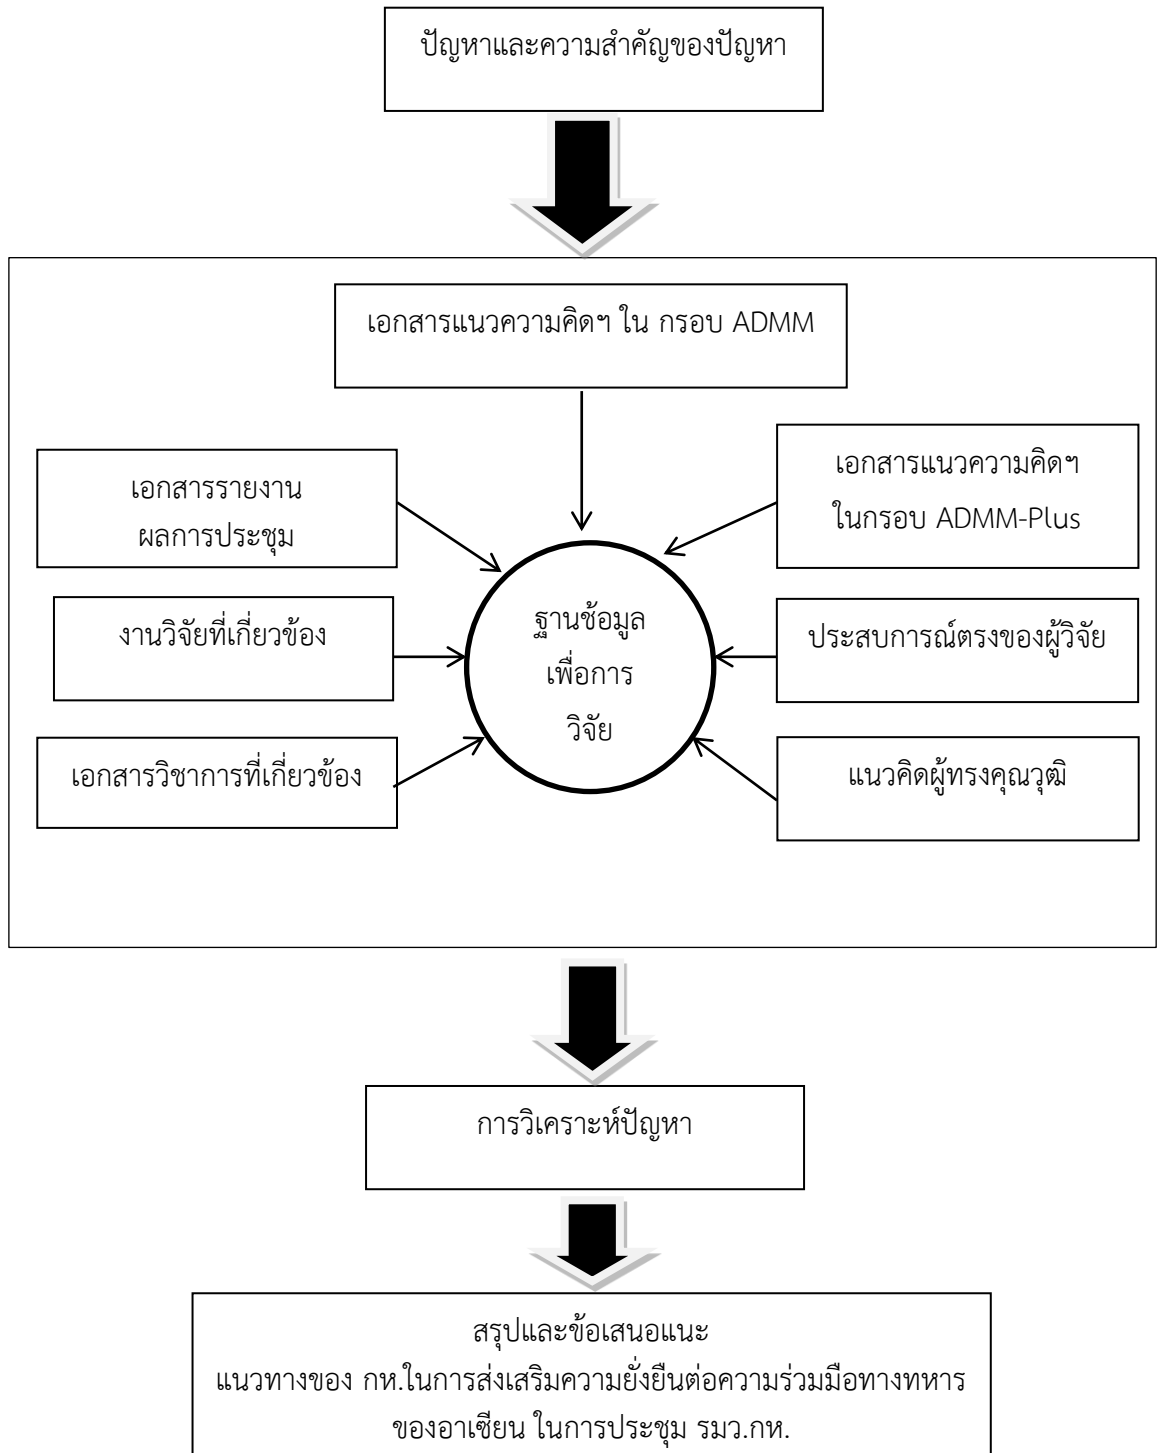 ปัญหาและความสำคัญของปัญหา
เอกสารแนวความคิดฯ ใน กรอบ ADMM
เอกสารรายงาน
ผลการประชุม
เอกสารแนวความคิดฯ
ในกรอบ ADMM-Plus
งานวิจัยที่เกี่ยวข้อง
ฐานช้อมูล
เพื่อการ
วิจัย
ประสบการณ์ตรงของผู้วิจัย
เอกสารวิชาการที่เกี่ยวข้อง
แนวคิดผู้ทรงคุณวุฒิ
การวิเคราะห์ปัญหา
สรุปและข้อเสนอแนะ
แนวทางของ กห.ในการส่งเสริมความยั่งยืนต่อความร่วมมือทางทหาร
ของอาเซียน ในการประชุม รมว.กห.